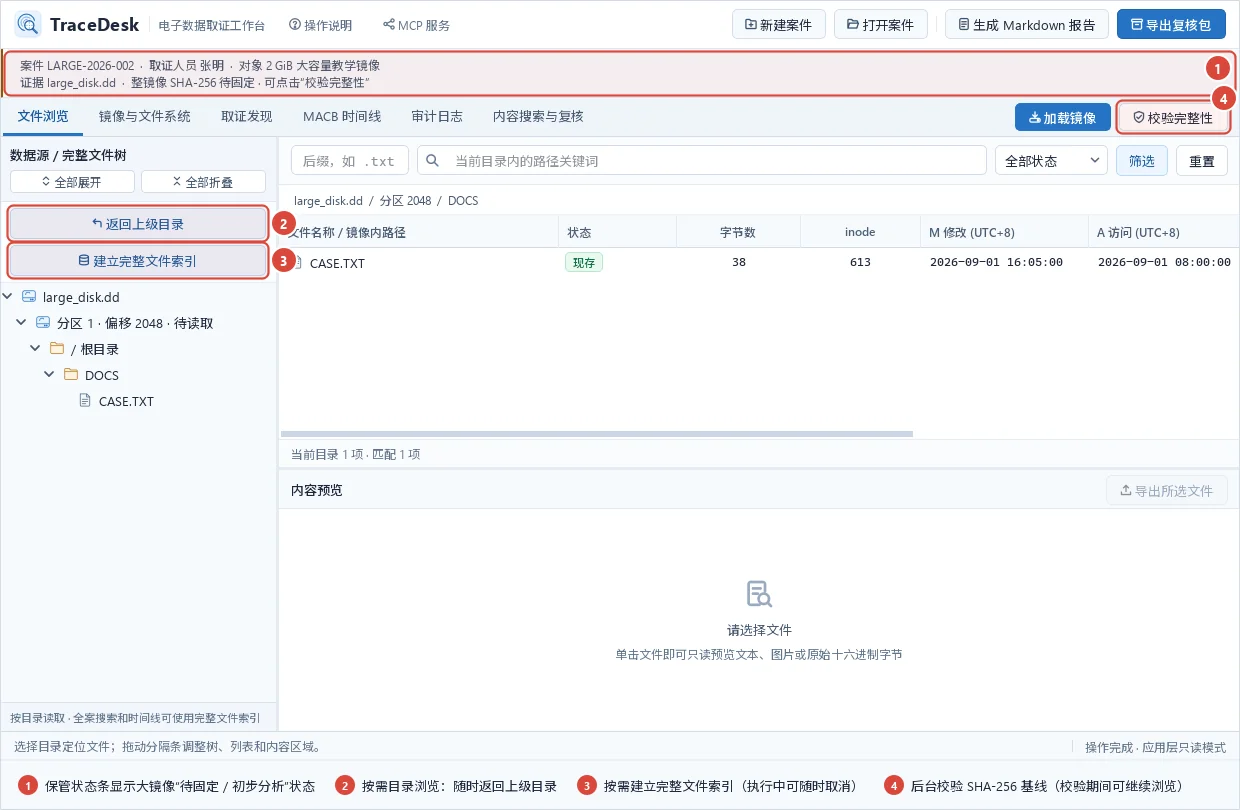 TraceDesk 电子数据取证工作台 操作说明 MCP 服务 新建案件 打开案件 生成 Markdown 报告 导出复核包
案件 LARGE-2026-002 · 取证人员 张明 · 对象 2 GiB 大容量教学镜像
证据 large_disk.dd · 整镜像 SHA-256 待固定 · 可点击“校验完整性”
1
4
文件浏览 镜像与文件系统 取证发现 MACB 时间线 审计日志 内容搜索与复核 加载镜像 校验完整性
数据源 / 完整文件树
全部展开 全部折叠
返回上级目录
2
建立完整文件索引
3
large_disk.dd
分区 1 · 偏移 2048 · 待读取
/ 根目录
DOCS
CASE.TXT
按目录读取 · 全案搜索和时间线可使用完整文件索引
后缀，如 .txt 当前目录内的路径关键词 全部状态 筛选 重置
large_disk.dd / 分区 2048 / DOCS
文件名称 / 镜像内路径 状态 字节数 inode M 修改 (UTC+8) A 访问 (UTC+8)
CASE.TXT 现存 38 613 2026-09-01 16:05:00 2026-09-01 08:00:00
当前目录 1 项 · 匹配 1 项
内容预览 导出所选文件
请选择文件
单击文件即可只读预览文本、图片或原始十六进制字节
选择目录定位文件；拖动分隔条调整树、列表和内容区域。 操作完成 · 应用层只读模式
1 保管状态条显示大镜像“待固定 / 初步分析”状态 2 按需目录浏览：随时返回上级目录 3 按需建立完整文件索引（执行中可随时取消） 4 后台校验 SHA-256 基线（校验期间可继续浏览）